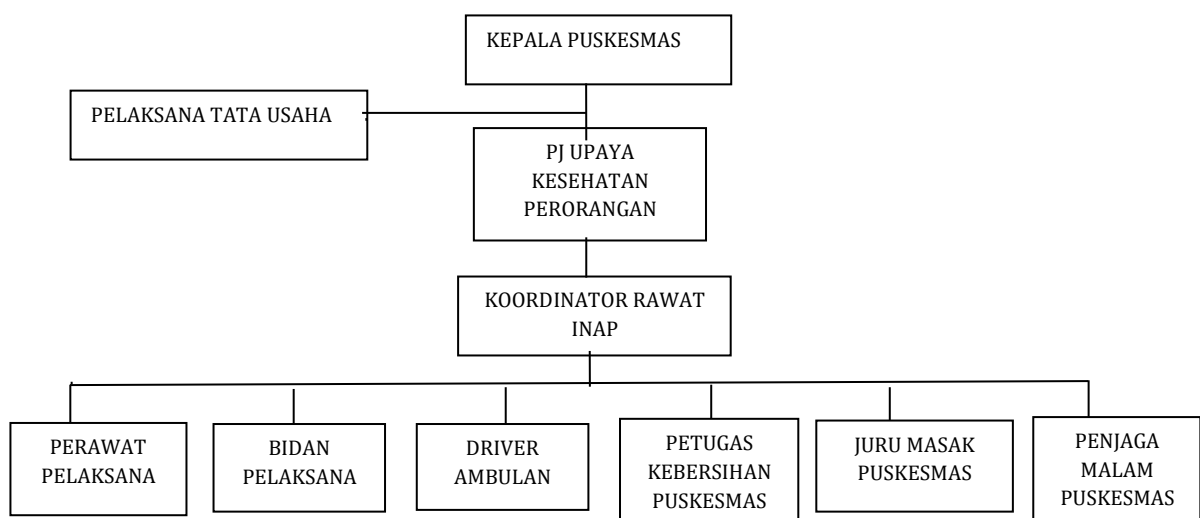 KEPALA PUSKESMAS
PELAKSANA TATA USAHA
PJ UPAYA
KESEHATAN
PERORANGAN
KOORDINATOR RAWAT
INAP
PERAWAT
PELAKSANA
BIDAN
PELAKSANA
DRIVER
AMBULAN
PETUGAS
KEBERSIHAN
PUSKESMAS
JURU MASAK
PUSKESMAS
PENJAGA
MALAM
PUSKESMAS